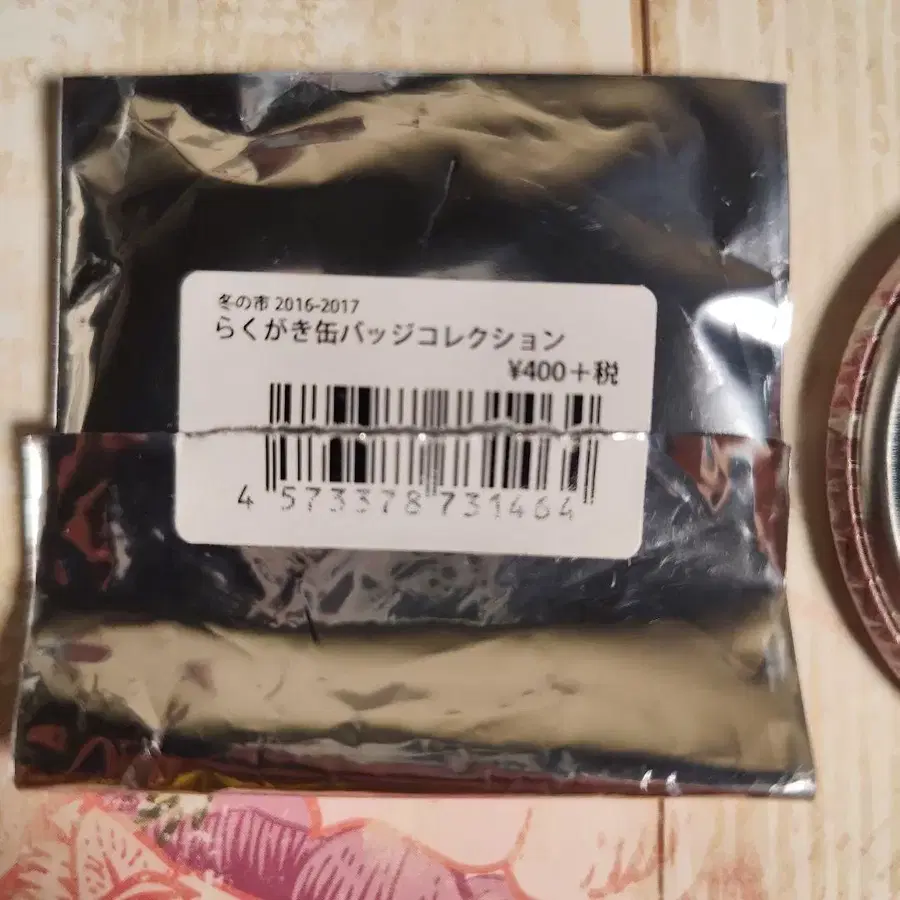 冬の市 2016-2017
らくがき缶バッジコレクション
¥400+税
4 573378 731464